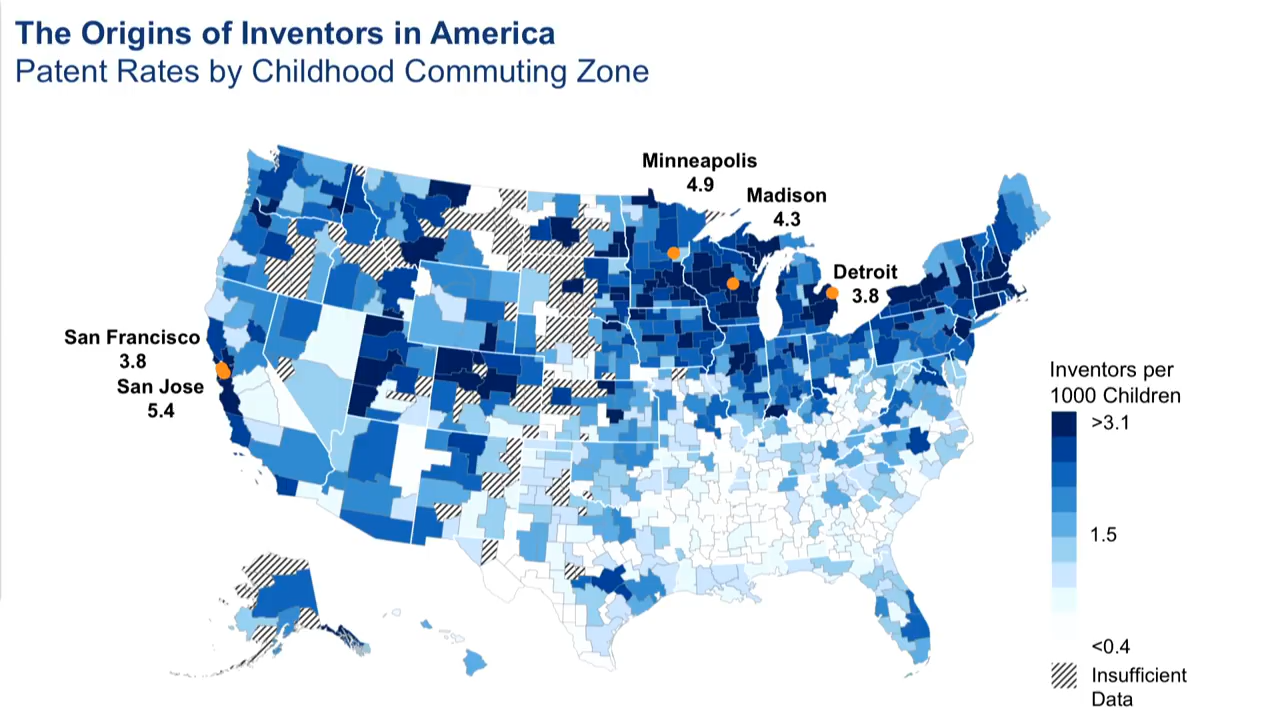 The Origins of Inventors in America
Patent Rates by Childhood Commuting Zone
Minneapolis
4.9
Madison
4.3
Detroit
3.8
San Francisco
3.8
San Jose
5.4
Inventors per
1000 Children
>3.1
1.5
<0.4
Insufficient
Data